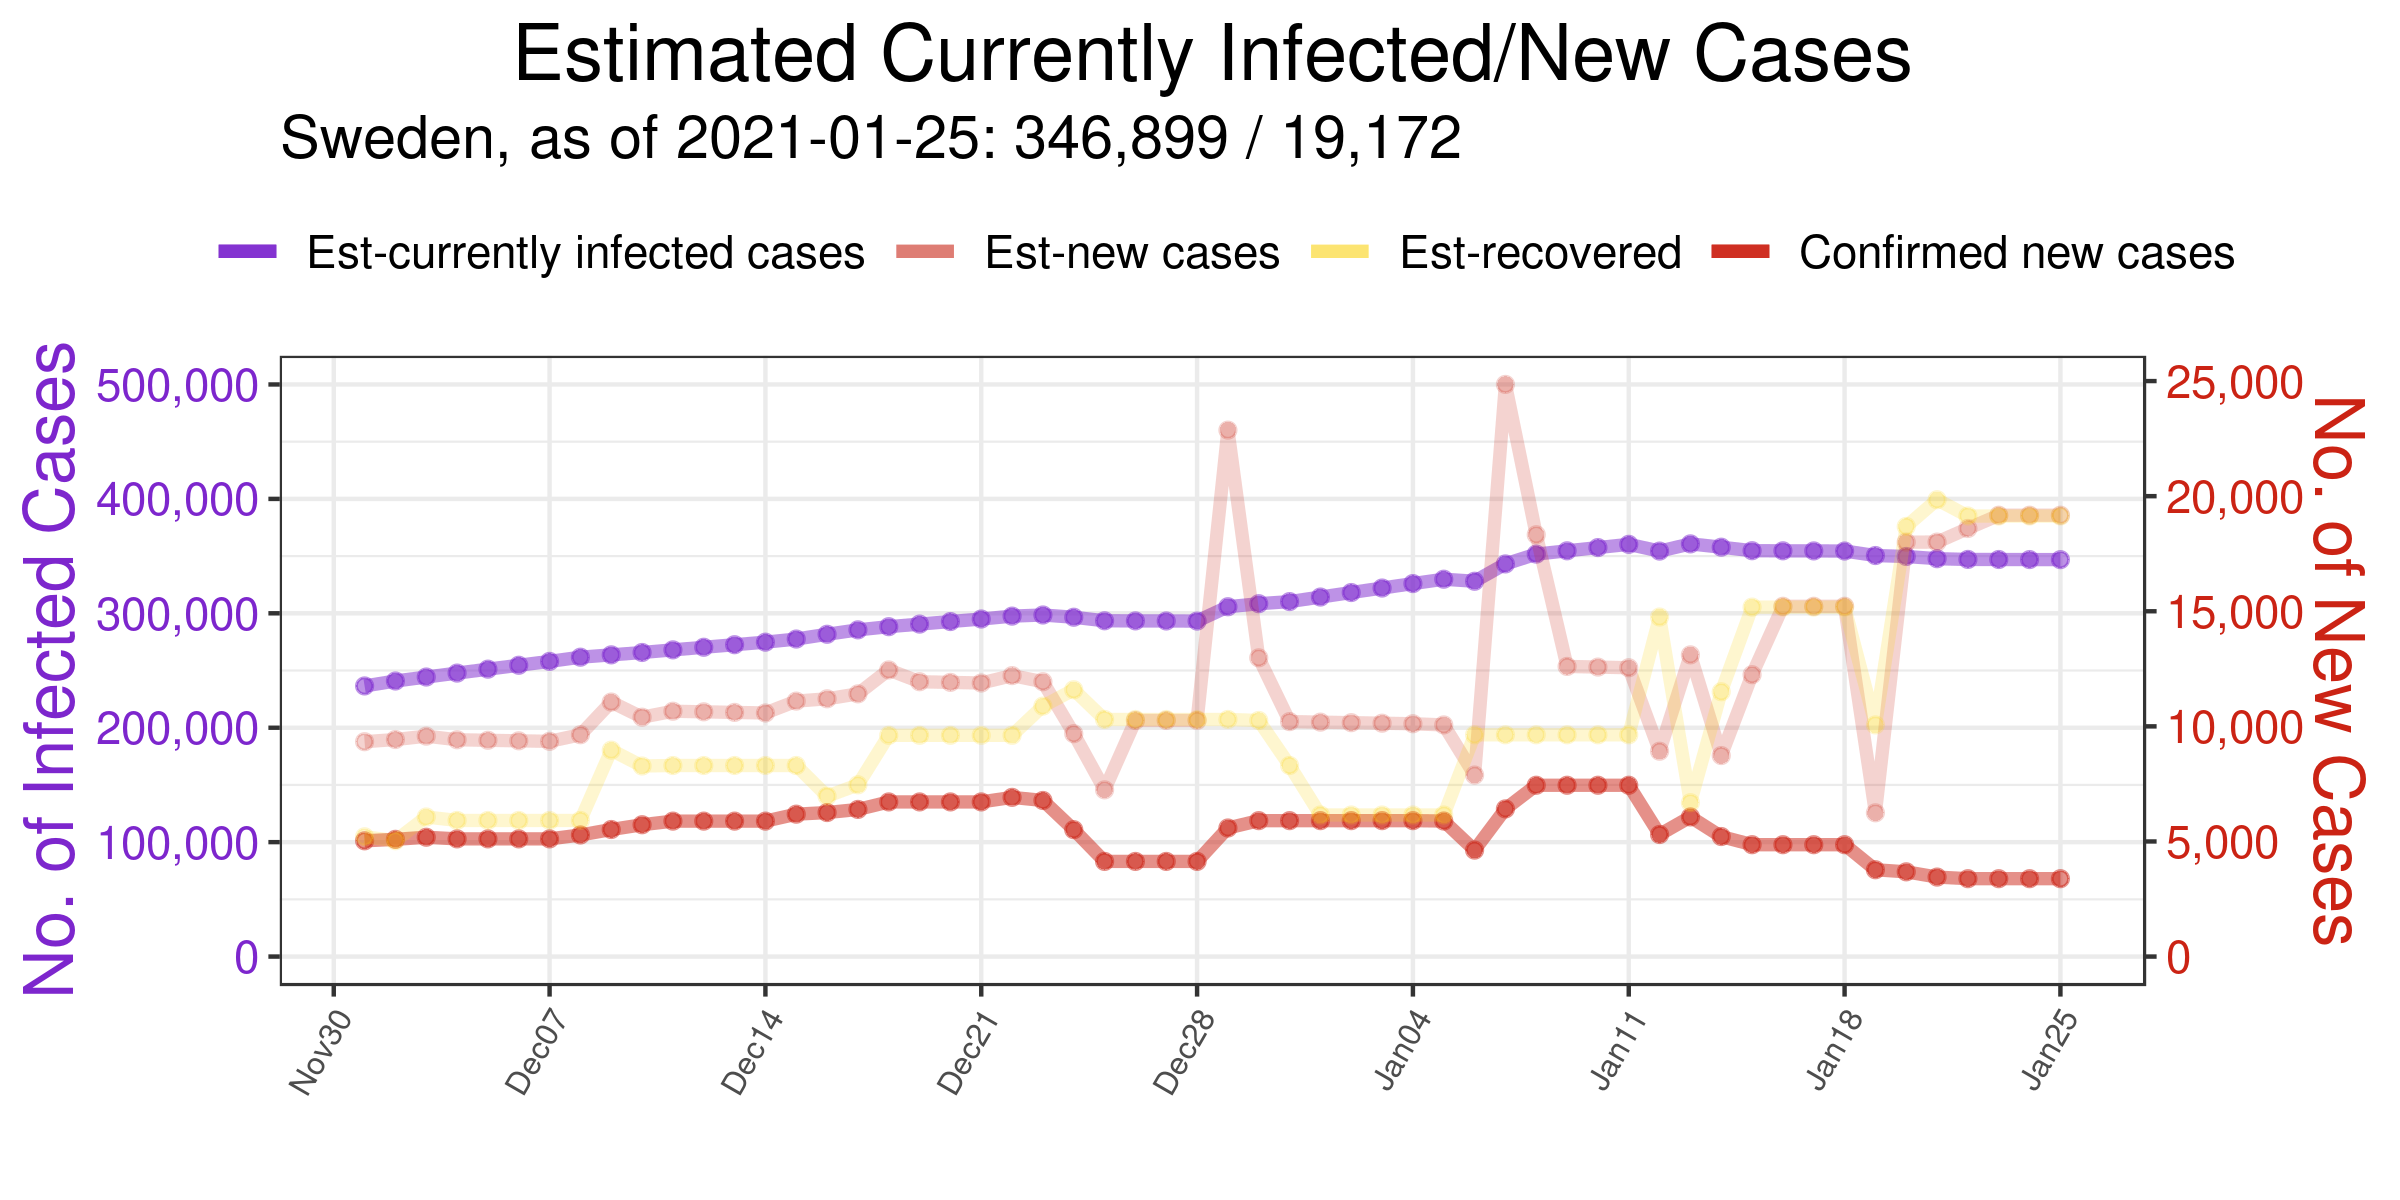 Estimated Currently Infected/New Cases
Sweden, as of 2021-01-25: 346,899 / 19,172
Est-currently infected cases Est-new cases Est-recovered Confirmed new cases
No. of Infected Cases
500,000
400,000
300,000
200,000
100,000
0
25,000
20,000
15,000
10,000
5,000
0
No. of New Cases
Nov30 Dec07 Dec14 Dec21 Dec28 Jan04 Jan11 Jan18 Jan25